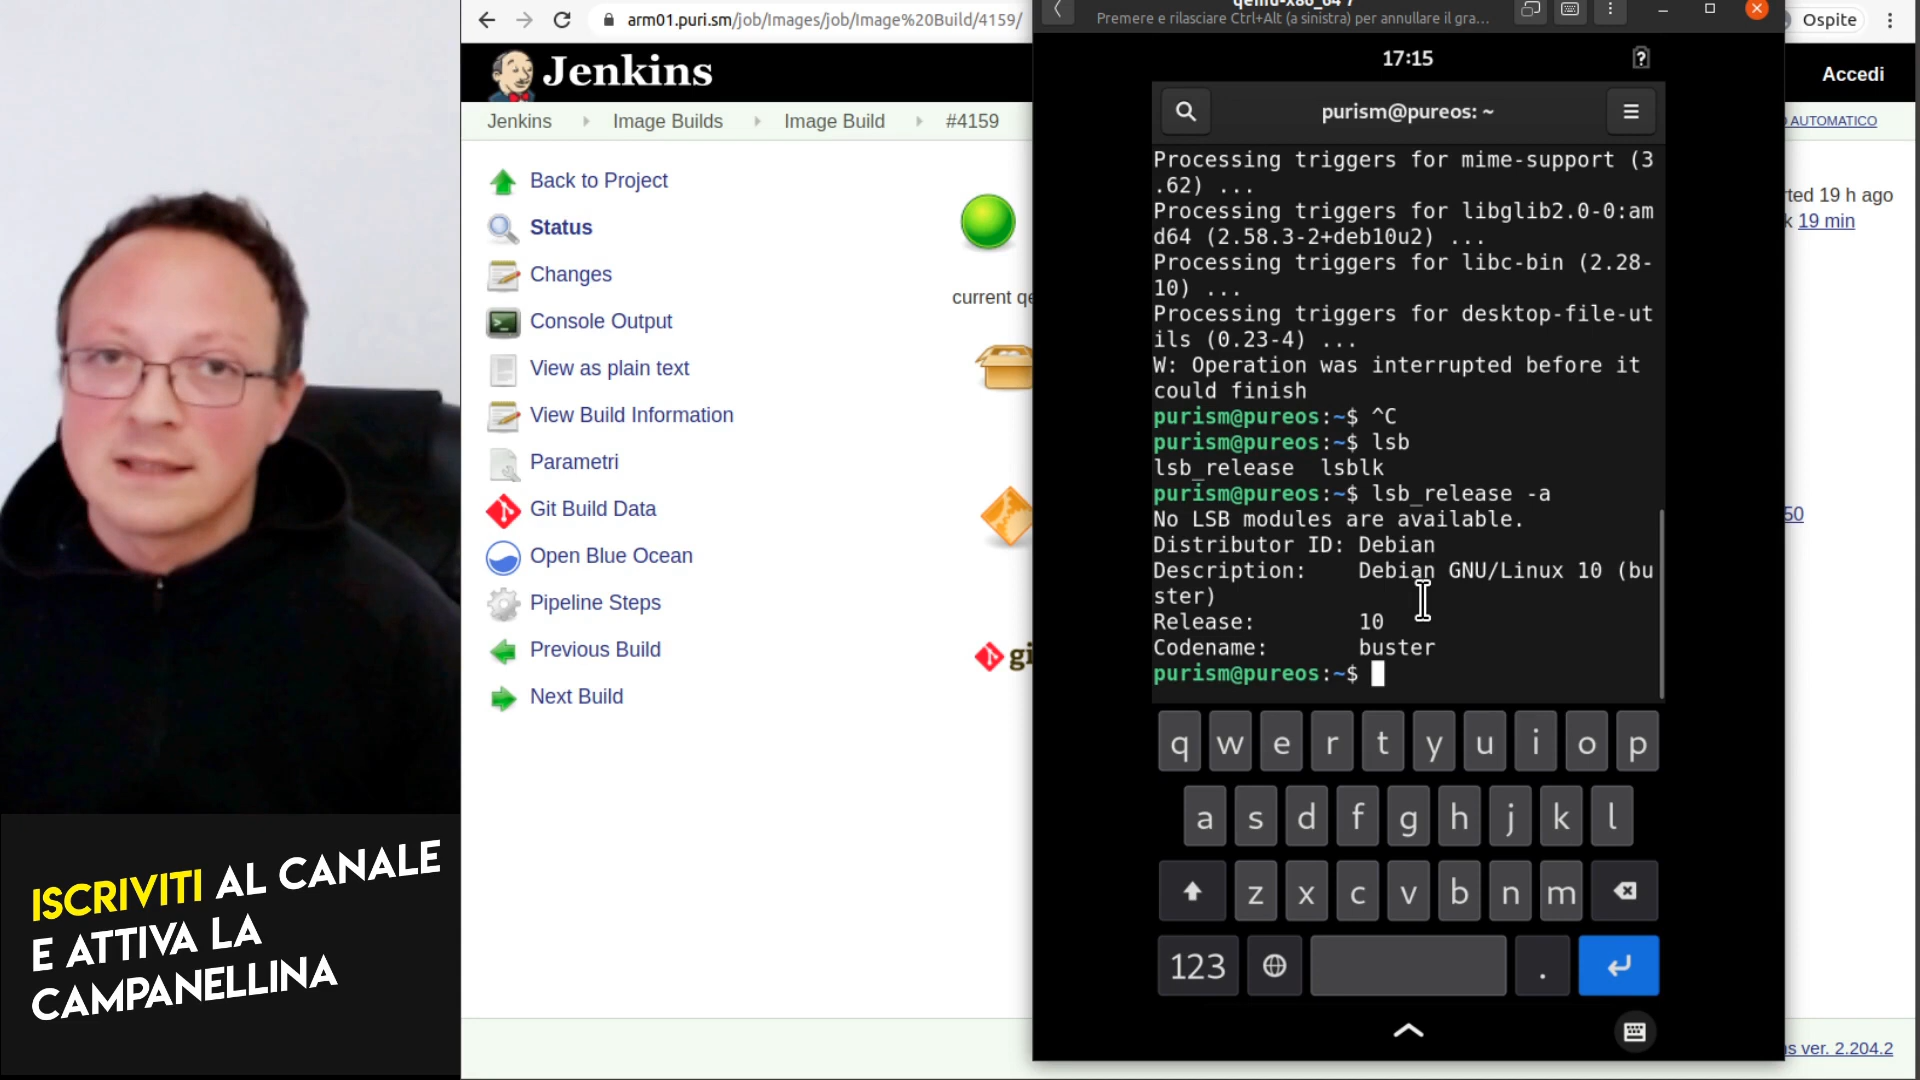 arm01.puri.sm/job/Images/job/Image%20Build/4159/
Ospite
Jenkins
Accedi
Jenkins
Image Builds
Image Build
#4159
AUTOMATICO
Back to Project
Status
Changes
Console Output
View as plain text
View Build Information
Parametri
Git Build Data
Open Blue Ocean
Pipeline Steps
Previous Build
Next Build
current qe
gi
rted 19 h ago
k 19 min
50
s ver. 2.204.2
Premere e rilasciare Ctrl+Alt (a sinistra) per annullare il gra...
17:15
purism@pureos: ~
Processing triggers for mime-support (3
.62) ...
Processing triggers for libglib2.0-0:am
d64 (2.58.3-2+deb10u2) ...
Processing triggers for libc-bin (2.28-
10) ...
Processing triggers for desktop-file-ut
ils (0.23-4) ...
W: Operation was interrupted before it
could finish
purism@pureos:~$ ^C
purism@pureos:~$ lsb
lsb_release  lsblk
purism@pureos:~$ lsb_release -a
No LSB modules are available.
Distributor ID: Debian
Description:    Debian GNU/Linux 10 (bu
ster)
Release:        10
Codename:       buster
purism@pureos:~$
q w e r t y u i o p
a s d f g h j k l
z x c v b n m
123 .
ISCRIVITI AL CANALE
E ATTIVA LA
CAMPANELLINA